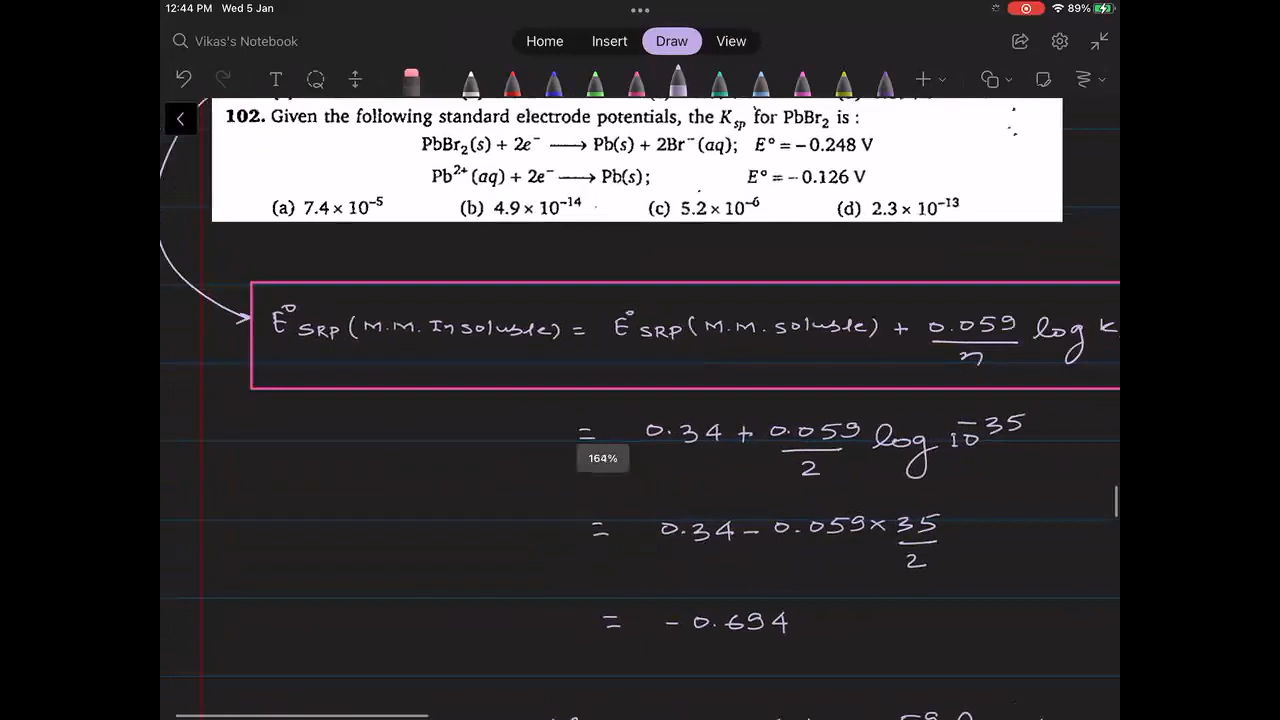 12:44 PM Wed 5 Jan
89%
Vikas's Notebook
Home Insert Draw View
102. Given the following standard electrode potentials, the Ksp for PbBr2 is :
PbBr2(s) + 2e⁻ ⟶ Pb(s) + 2Br⁻(aq); E° = −0.248 V
Pb²⁺(aq) + 2e⁻ ⟶ Pb(s); E° = −0.126 V
(a) 7.4 × 10⁻⁵ (b) 4.9 × 10⁻¹⁴ (c) 5.2 × 10⁻⁶ (d) 2.3 × 10⁻¹³
E°SRP (M.M. Insoluble) = E°SRP (M.M. soluble) + 0.059/n log K
= 0.34 + 0.059/2 log 10⁻³⁵
164%
= 0.34 − 0.059 × 35/2
= − 0.694